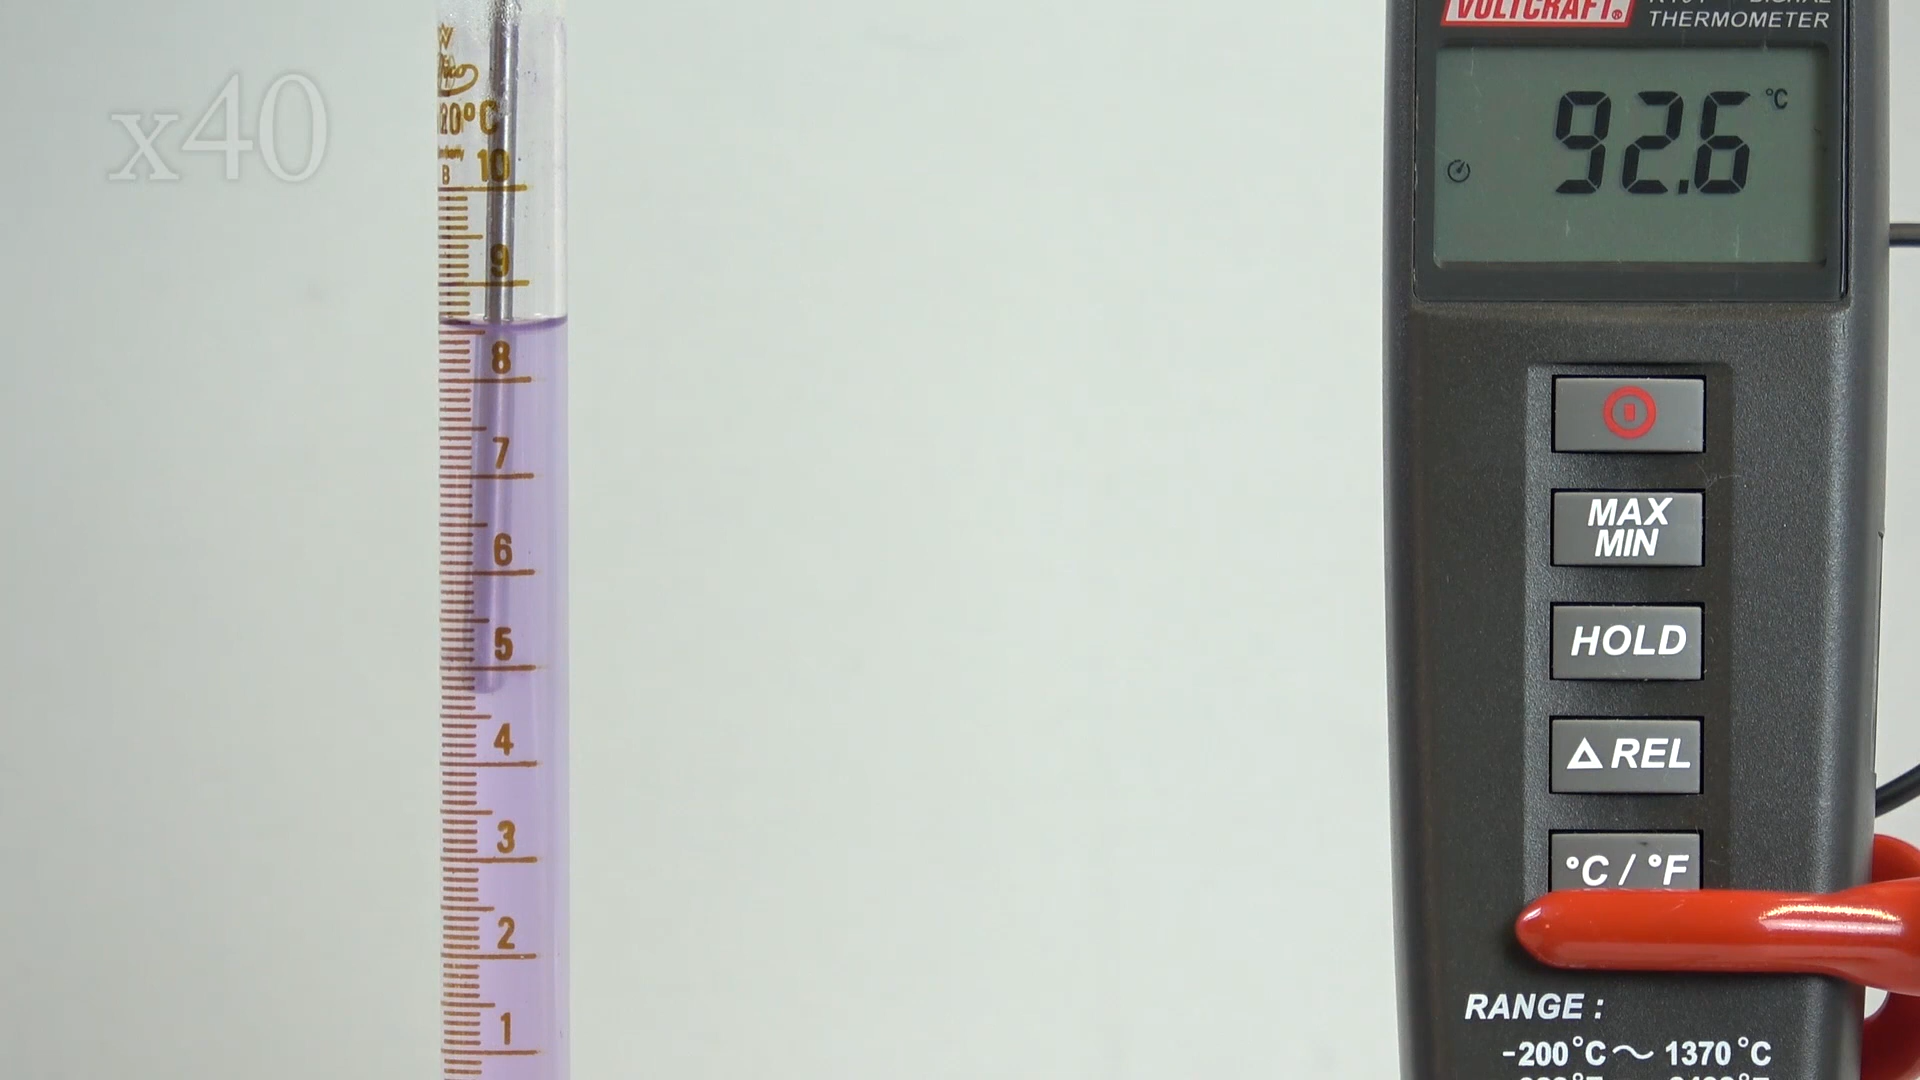 x40
20°C
B
10
9
8
7
6
5
4
3
2
1
VOLTCRAFT®
THERMOMETER
92.6 °C
MAX
MIN
HOLD
△ REL
°C / °F
RANGE :
-200°C ~ 1370°C